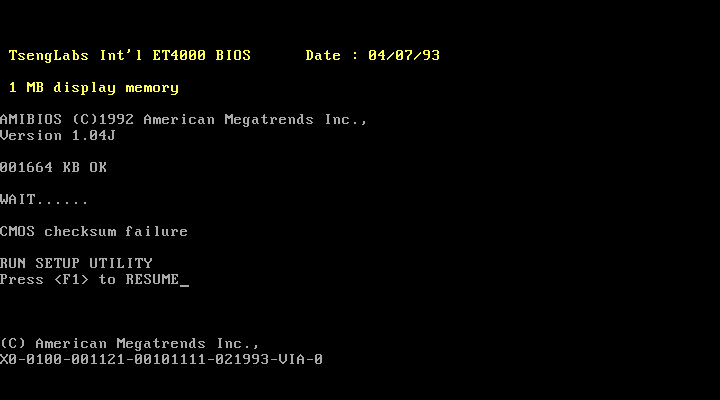 TsengLabs Int'l ET4000 BIOS      Date : 04/07/93
1 MB display memory
AMIBIOS (C)1992 American Megatrends Inc.,
Version 1.04J
001664 KB OK
WAIT......
CMOS checksum failure
RUN SETUP UTILITY
Press <F1> to RESUME_
(C) American Megatrends Inc.,
X0-0100-001121-00101111-021993-VIA-0